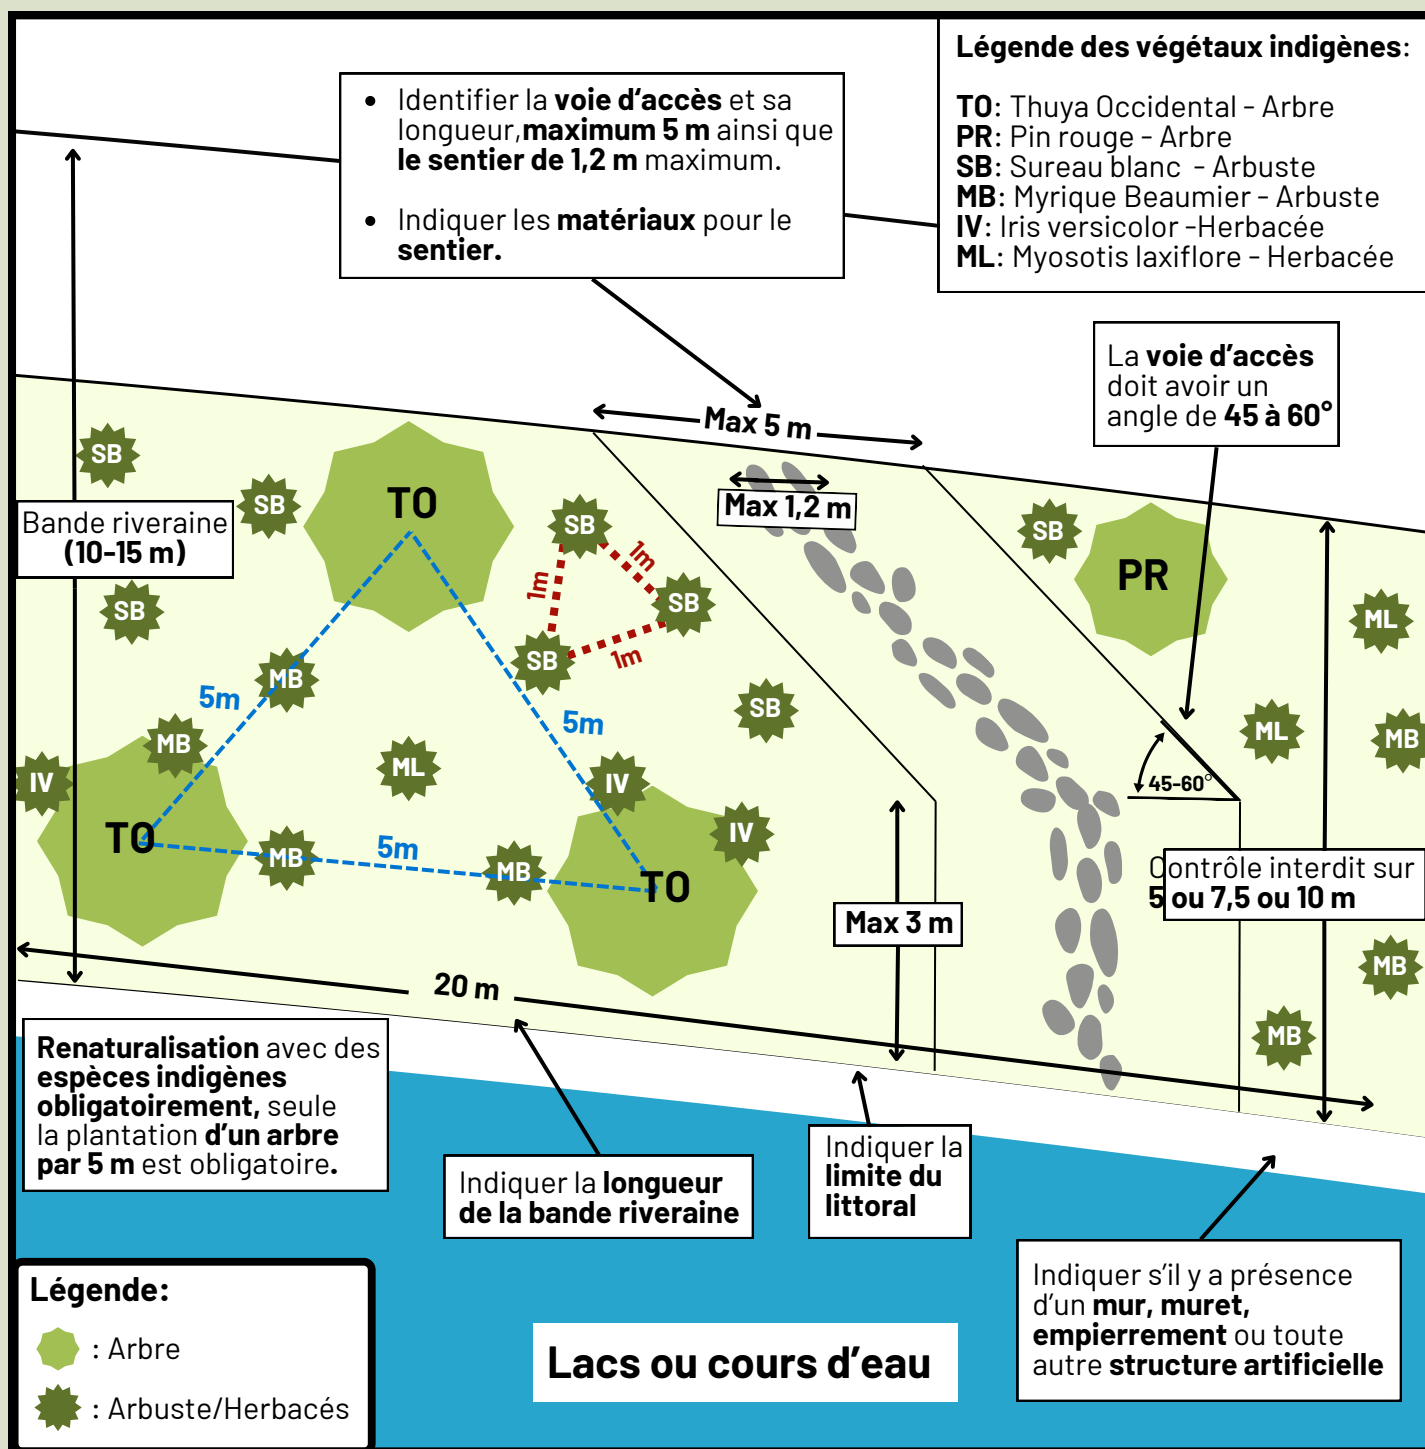 Légende des végétaux indigènes:
TO: Thuya Occidental - Arbre
PR: Pin rouge - Arbre
SB: Sureau blanc - Arbuste
MB: Myrique Beaumier - Arbuste
IV: Iris versicolor -Herbacée
ML: Myosotis laxiflore - Herbacée
• Identifier la voie d'accès et sa
longueur,maximum 5 m ainsi que
le sentier de 1,2 m maximum.
• Indiquer les matériaux pour le
sentier.
La voie d'accès
doit avoir un
angle de 45 à 60°
Max 5 m
Max 1,2 m
SB
SB
TO
SB
SB
PR
Bande riveraine
(10-15 m)
1m
1m
SB
SB
ML
SB
1m
MB
5m
5m
SB
MB
ML
MB
IV
ML
IV
45-60°
TO
IV
5m
MB
MB
TO
Contrôle interdit sur
5 ou 7,5 ou 10 m
Max 3 m
MB
20 m
MB
Renaturalisation avec des
espèces indigènes
obligatoirement, seule
la plantation d'un arbre
par 5 m est obligatoire.
Indiquer la longueur
de la bande riveraine
Indiquer la
limite du
littoral
Indiquer s'il y a présence
d'un mur, muret,
empierrement ou toute
autre structure artificielle
Légende:
: Arbre
: Arbuste/Herbacés
Lacs ou cours d'eau